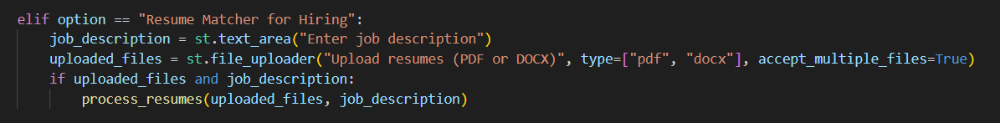 elif option == "Resume Matcher for Hiring":
    job_description = st.text_area("Enter job description")
    uploaded_files = st.file_uploader("Upload resumes (PDF or DOCX)", type=["pdf", "docx"], accept_multiple_files=True)
    if uploaded_files and job_description:
        process_resumes(uploaded_files, job_description)